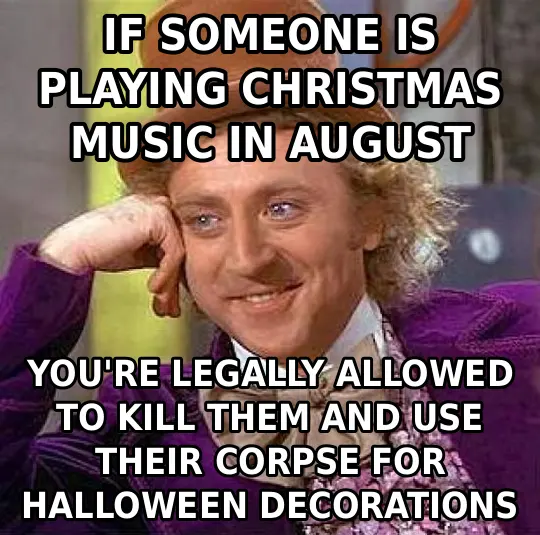 IF SOMEONE IS
PLAYING CHRISTMAS
MUSIC IN AUGUST
YOU'RE LEGALLY ALLOWED
TO KILL THEM AND USE
THEIR CORPSE FOR
HALLOWEEN DECORATIONS